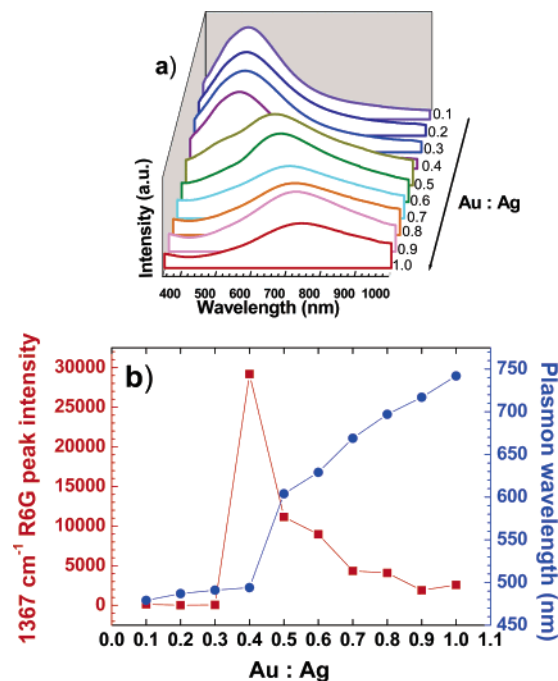 a)
0.1
0.2
0.3
0.4
0.5
0.6
0.7
0.8
0.9
1.0
Au : Ag
Intensity (a.u.)
400 500 600 700 800 900 1000
Wavelength (nm)
b)
1367 cm⁻¹ R6G peak intensity
30000
25000
20000
15000
10000
5000
0
750
700
650
600
550
500
450
Plasmon wavelength (nm)
0.0 0.1 0.2 0.3 0.4 0.5 0.6 0.7 0.8 0.9 1.0 1.1
Au : Ag